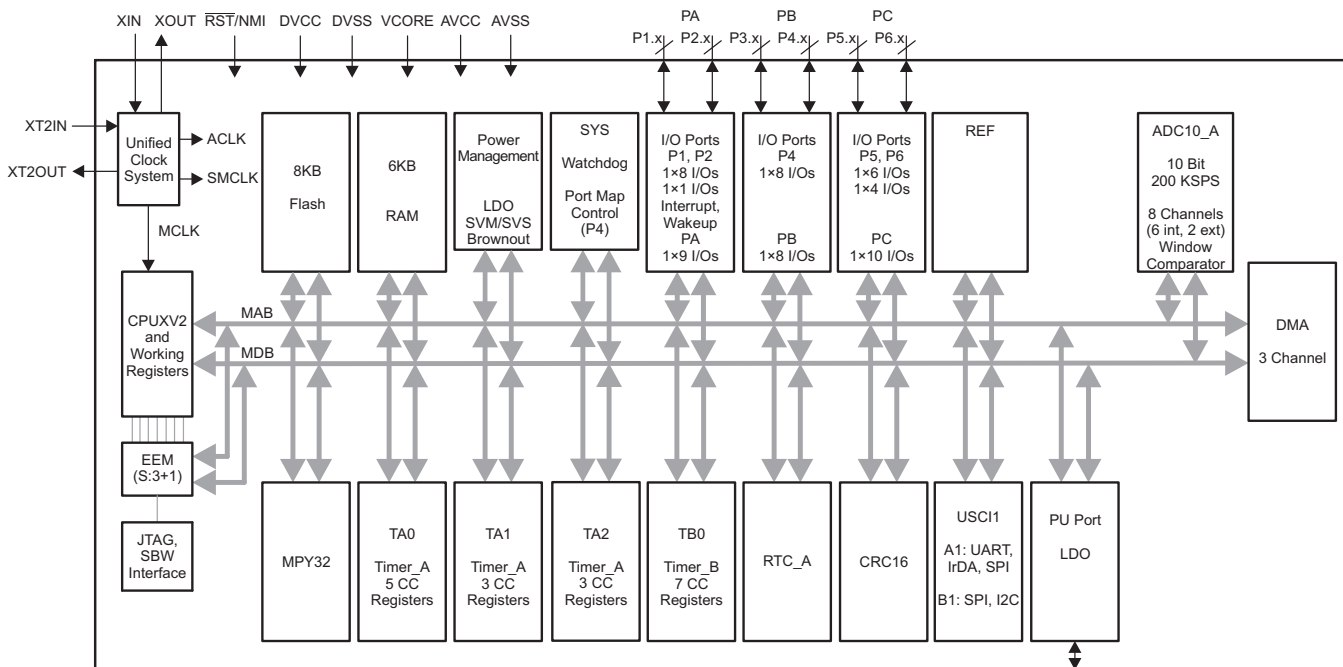 XIN XOUT RST/NMI DVCC DVSS VCORE AVCC AVSS
PA PB PC
P1.x P2.x P3.x P4.x P5.x P6.x
XT2IN
XT2OUT
Unified
Clock
System
ACLK
SMCLK
MCLK
8KB
Flash
6KB
RAM
Power
Management
LDO
SVM/SVS
Brownout
SYS
Watchdog
Port Map
Control
(P4)
I/O Ports
P1, P2
1×8 I/Os
1×1 I/Os
Interrupt,
Wakeup
PA
1×9 I/Os
I/O Ports
P4
1×8 I/Os
PB
1×8 I/Os
I/O Ports
P5, P6
1×6 I/Os
1×4 I/Os
PC
1×10 I/Os
REF
ADC10_A
10 Bit
200 KSPS
8 Channels
(6 int, 2 ext)
Window
Comparator
CPUXV2
and
Working
Registers
MAB
MDB
DMA
3 Channel
EEM
(S:3+1)
JTAG,
SBW
Interface
MPY32
TA0
Timer_A
5 CC
Registers
TA1
Timer_A
3 CC
Registers
TA2
Timer_A
3 CC
Registers
TB0
Timer_B
7 CC
Registers
RTC_A
CRC16
USCI1
A1: UART,
IrDA, SPI
B1: SPI, I2C
PU Port
LDO